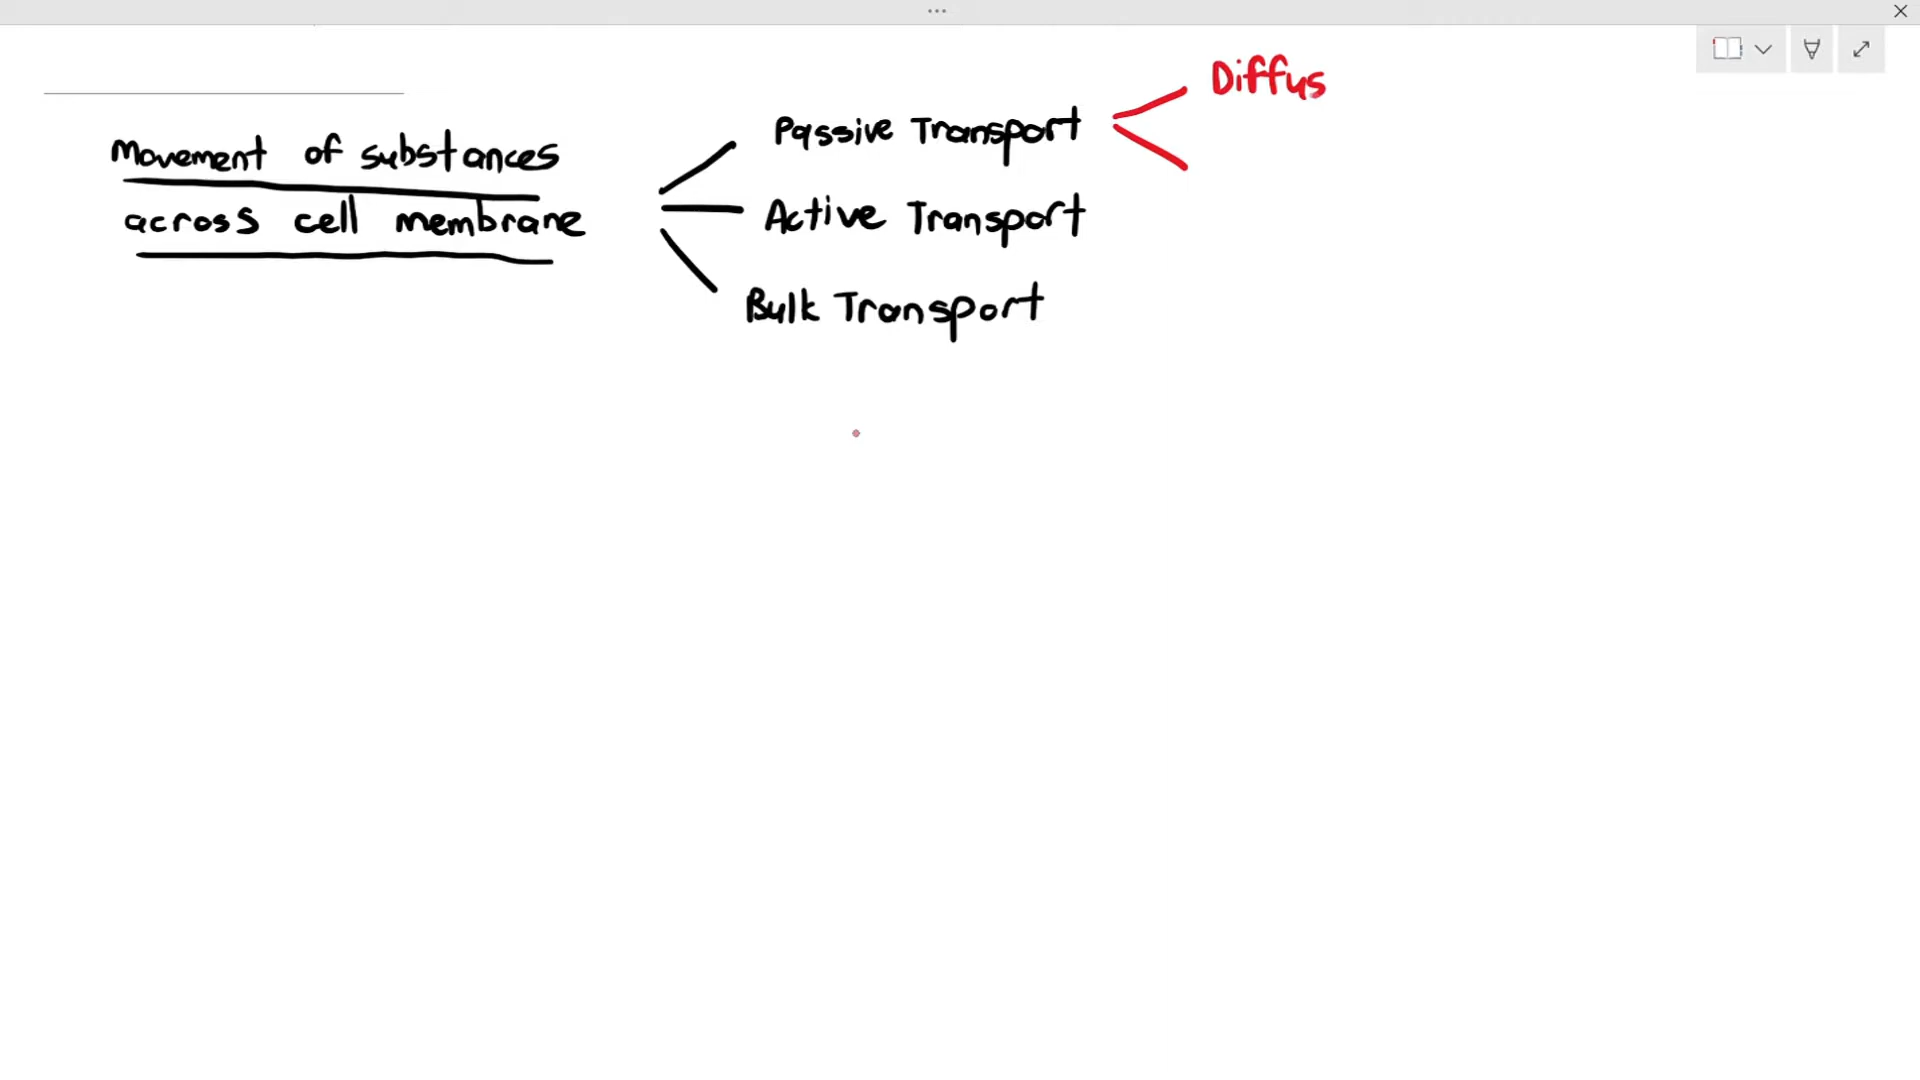 Movement of substances
across cell membrane
Passive Transport
Active Transport
Bulk Transport
Diffus